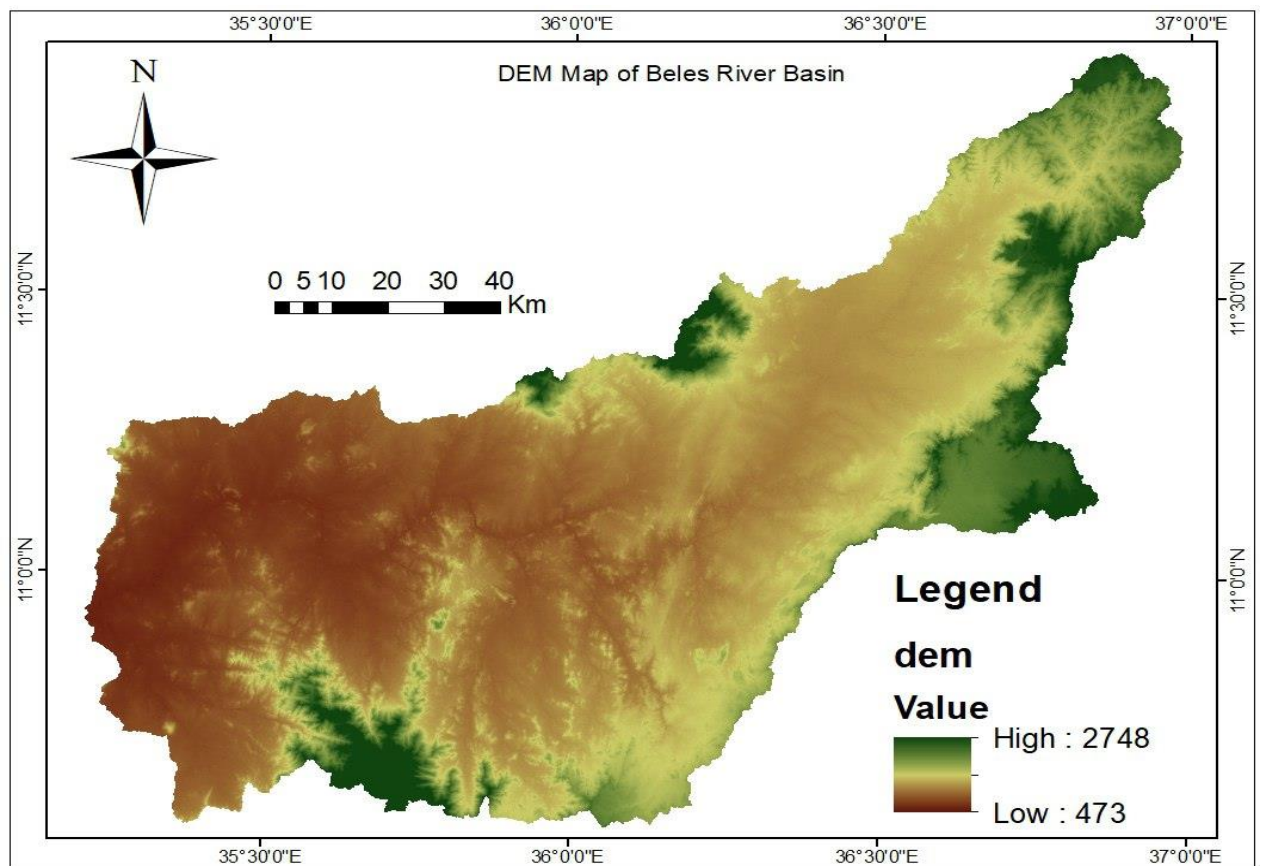 35°30'0"E 36°0'0"E 36°30'0"E 37°0'0"E
DEM Map of Beles River Basin
N
0 5 10 20 30 40
Km
11°30'0"N
11°30'0"N
11°0'0"N
11°0'0"N
Legend
dem
Value
High : 2748
Low : 473
35°30'0"E 36°0'0"E 36°30'0"E 37°0'0"E